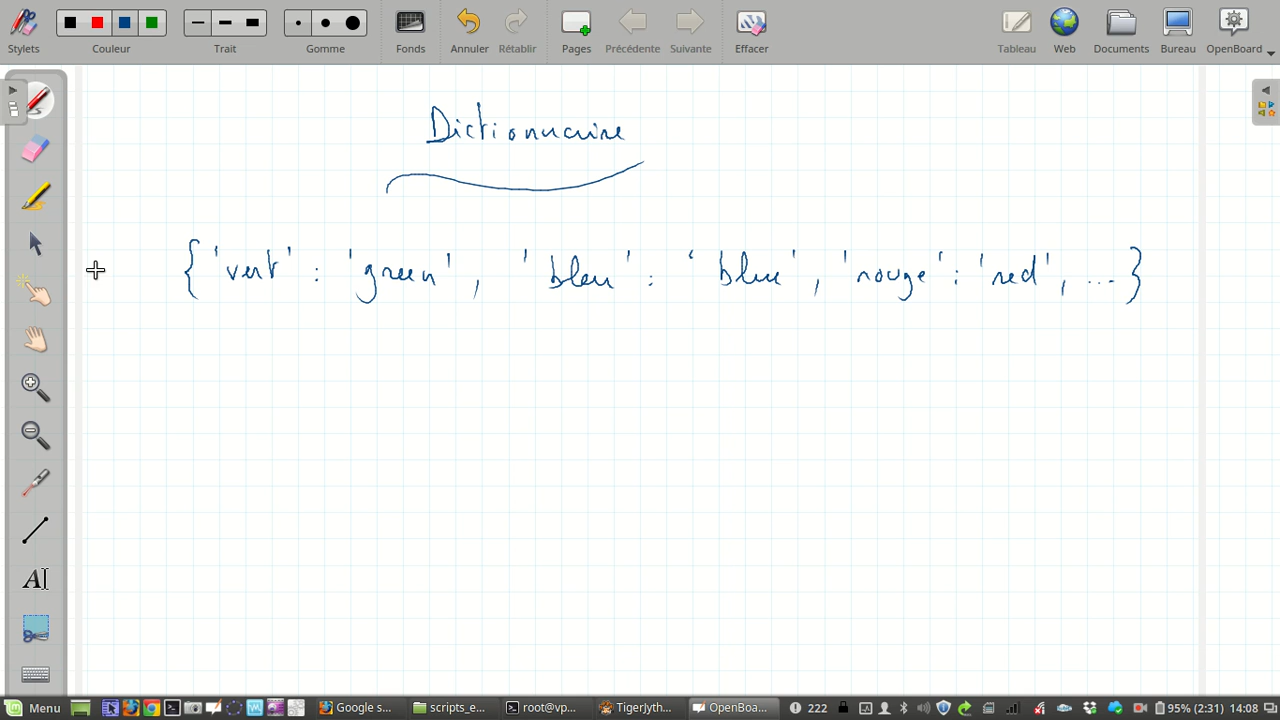 Stylets Couleur Trait Gomme Fonds Annuler Rétablir Pages Précédente Suivante Effacer Tableau Web Documents Bureau OpenBoard
Dictionnaire
{'vert' : 'green', 'bleu' : 'blue', 'rouge' : 'red', ...}
AI
Menu Google s... scripts_e... root@vp... TigerJyth... OpenBoa... 222 95% (2:31) 14:08